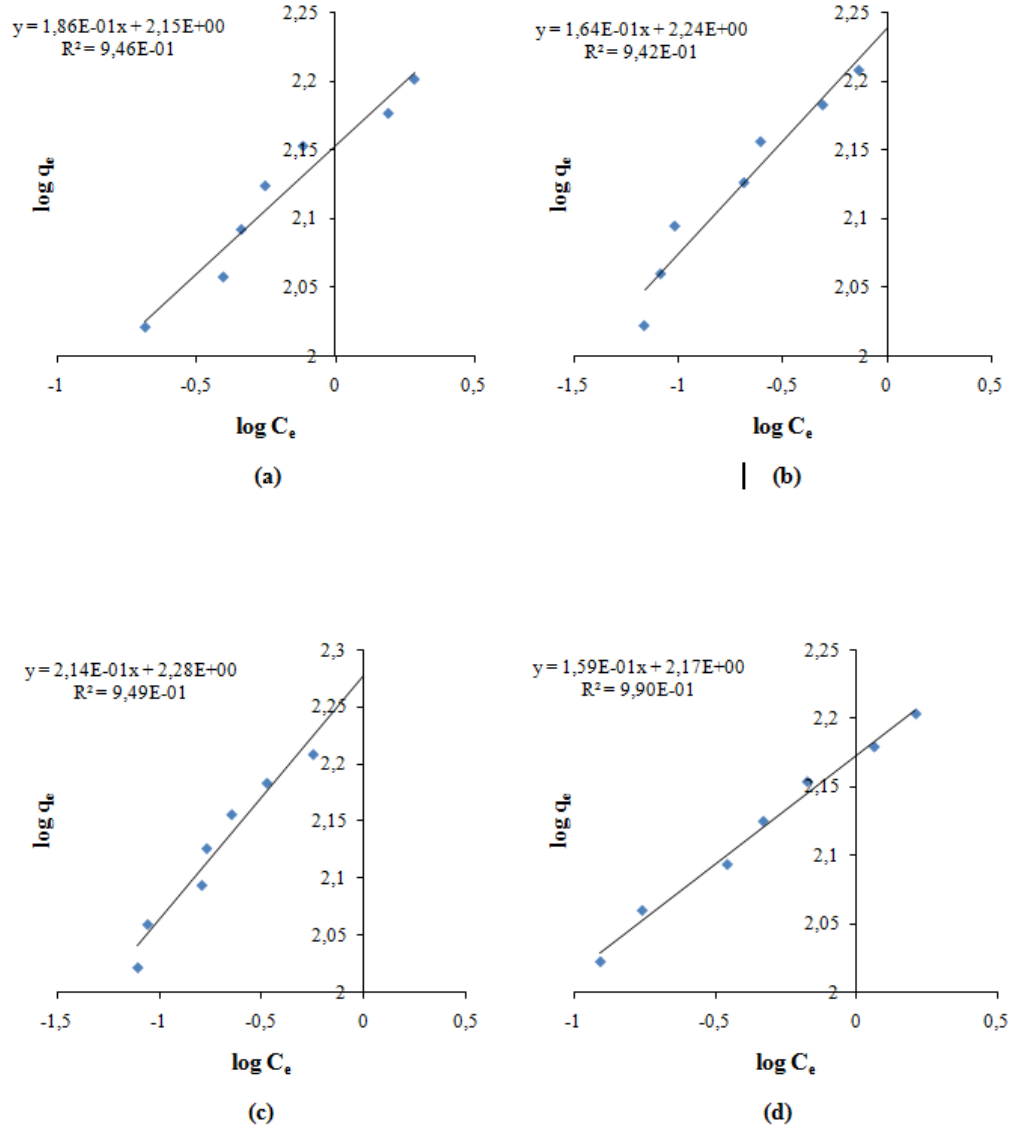 y = 1,86E-01x + 2,15E+00
R² = 9,46E-01
2,25
2,2
2,15
2,1
2,05
2
-1
-0,5
0
0,5
log qₑ
log Cₑ
(a)
y = 1,64E-01x + 2,24E+00
R² = 9,42E-01
2,25
2,2
2,15
2,1
2,05
2
-1,5
-1
-0,5
0
0,5
log qₑ
log Cₑ
(b)
y = 2,14E-01x + 2,28E+00
R² = 9,49E-01
2,3
2,25
2,2
2,15
2,1
2,05
2
-1,5
-1
-0,5
0
0,5
log qₑ
log Cₑ
(c)
y = 1,59E-01x + 2,17E+00
R² = 9,90E-01
2,25
2,2
2,15
2,1
2,05
2
-1
-0,5
0
0,5
log qₑ
log Cₑ
(d)